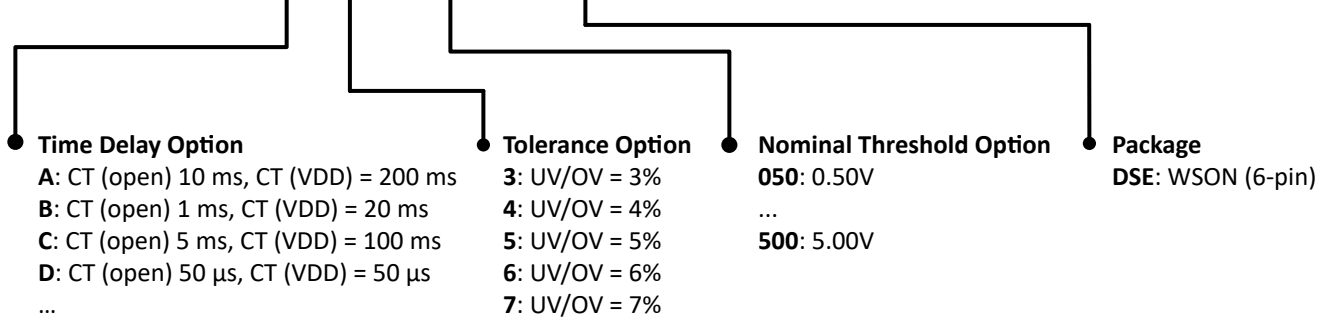 Time Delay Option
A: CT (open) 10 ms, CT (VDD) = 200 ms
B: CT (open) 1 ms, CT (VDD) = 20 ms
C: CT (open) 5 ms, CT (VDD) = 100 ms
D: CT (open) 50 µs, CT (VDD) = 50 µs
...
Tolerance Option
3: UV/OV = 3%
4: UV/OV = 4%
5: UV/OV = 5%
6: UV/OV = 6%
7: UV/OV = 7%
Nominal Threshold Option
050: 0.50V
...
500: 5.00V
Package
DSE: WSON (6-pin)